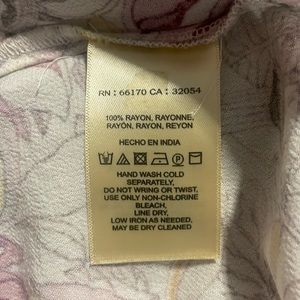 RN : 66170 CA : 32054
100% RAYON, RAYONNE,
RAYÓN, RAYON, REYON
HECHO EN INDIA
HAND WASH COLD
SEPARATELY,
DO NOT WRING OR TWIST,
USE ONLY NON-CHLORINE
BLEACH,
LINE DRY,
LOW IRON AS NEEDED,
MAY BE DRY CLEANED